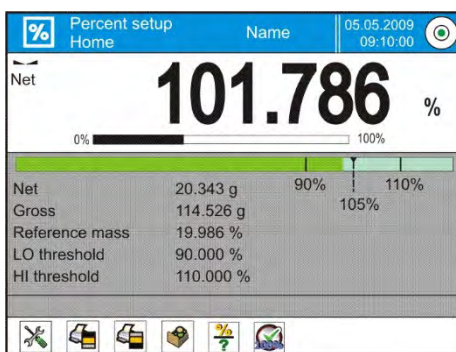 Percent setup
Home
Name
05.05.2009
09:10:00
Net
101.786 %
0% 100%
90% 110%
105%
Net 20.343 g
Gross 114.526 g
Reference mass 19.986 %
LO threshold 90.000 %
HI threshold 110.000 %
%
?